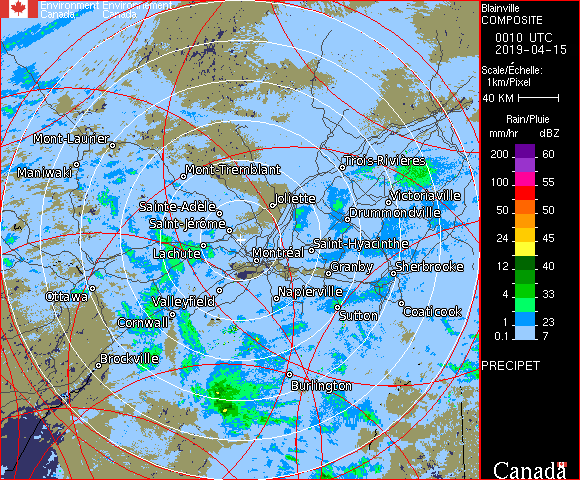 Environment Environnement
Canada Canada
Blainville
COMPOSITE
0010 UTC
2019-04-15
Scale/Échelle:
1km/Pixel
40 KM
Rain/Pluie
mm/hr dBZ
200 60
100 55
50 50
24 45
12 40
4 33
1 23
0.1 7
PRECIPET
Canada
Mont-Laurier
Maniwaki
Mont-Tremblant
Trois-Rivières
Joliette
Victoriaville
Sainte-Adèle
Drummondville
Saint-Jérôme
Saint-Hyacinthe
Lachute
Montréal
Granby
Sherbrooke
Ottawa
Valleyfield
Napierville
Sutton
Coaticook
Cornwall
Brockville
Burlington